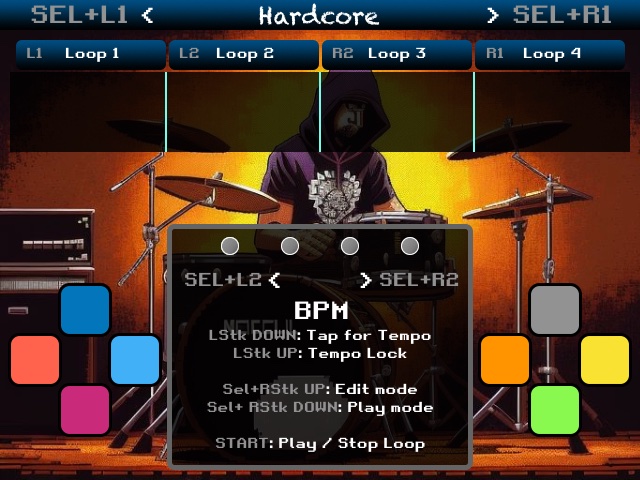 SEL+L1 < Hardcore > SEL+R1
L1 Loop 1 L2 Loop 2 R2 Loop 3 R1 Loop 4
SEL+L2 < > SEL+R2
BPM
LStk DOWN: Tap for Tempo
LStk UP: Tempo Lock
Sel+RStk UP: Edit mode
Sel+ RStk DOWN: Play mode
START: Play / Stop Loop